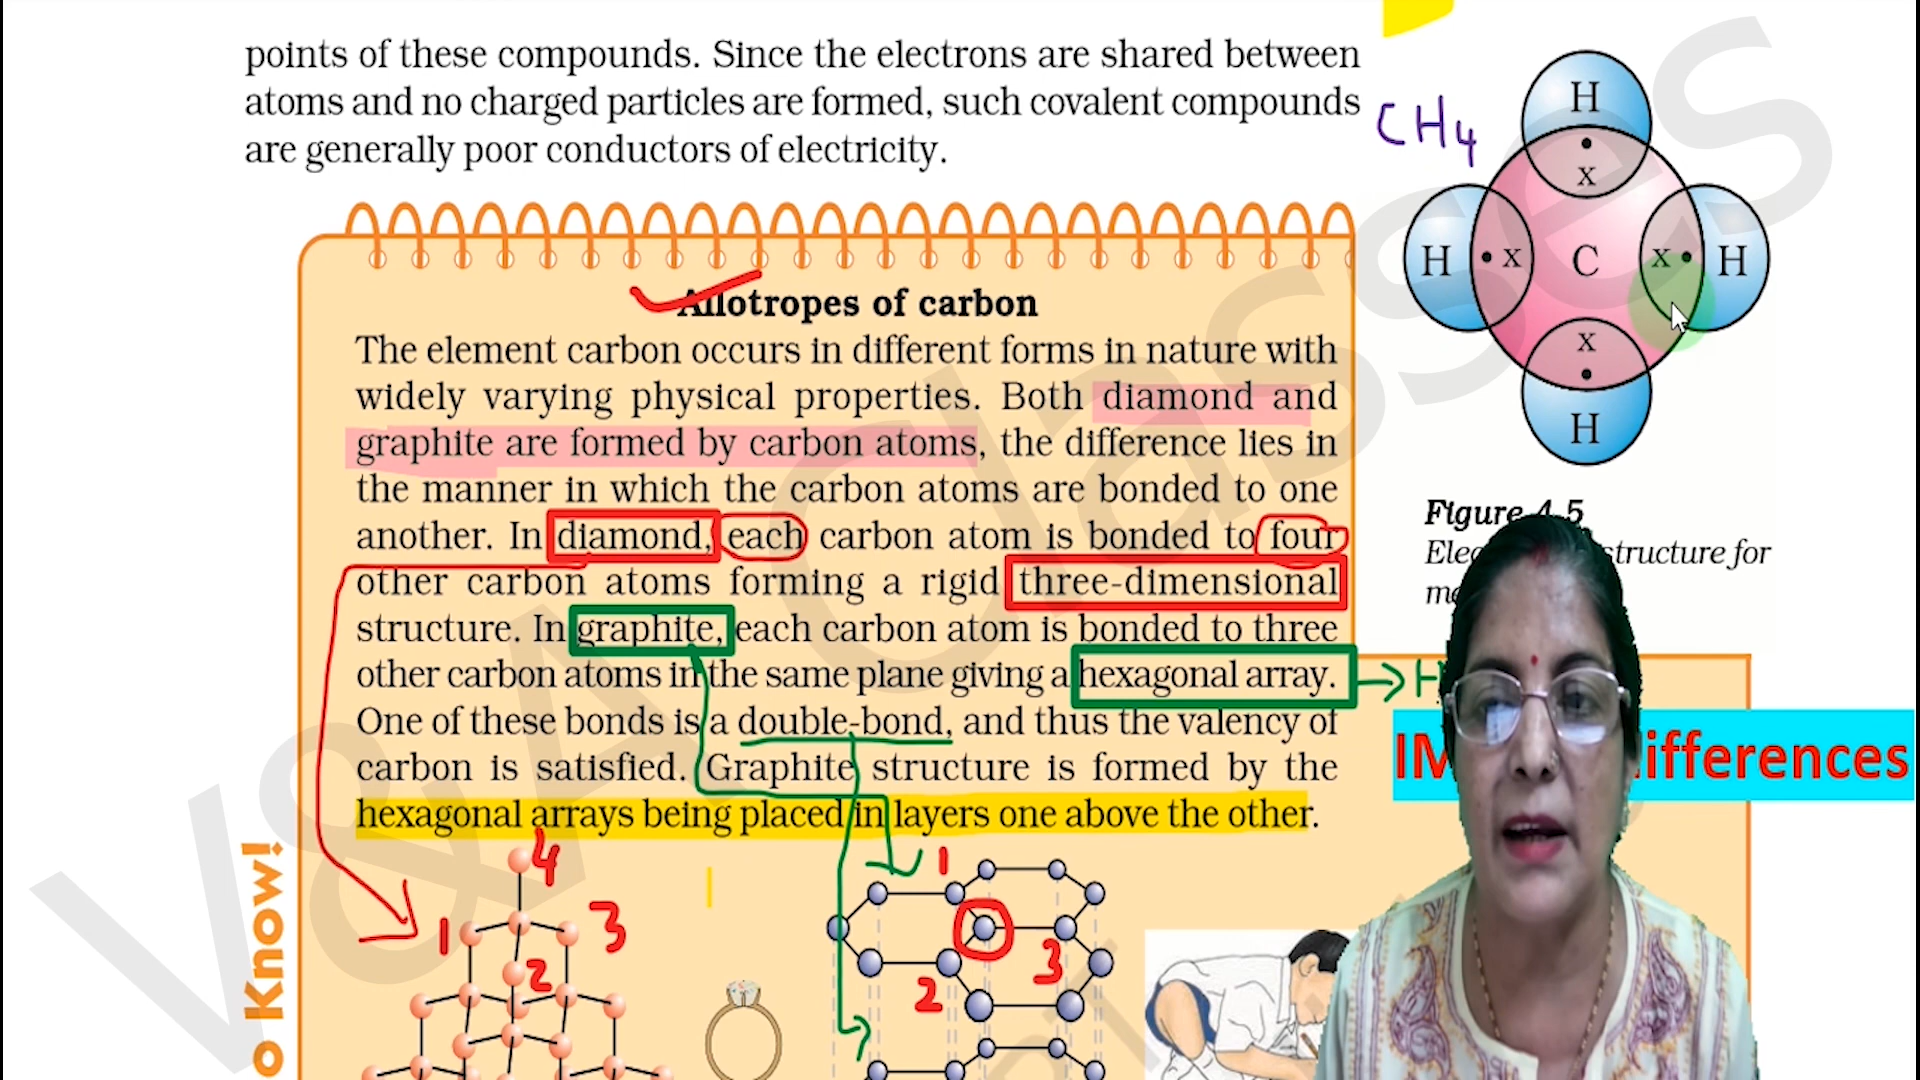 points of these compounds. Since the electrons are shared between
atoms and no charged particles are formed, such covalent compounds
are generally poor conductors of electricity.
CH4
H
x
H x C x H
x
H
Allotropes of carbon
The element carbon occurs in different forms in nature with
widely varying physical properties. Both diamond and
graphite are formed by carbon atoms, the difference lies in
the manner in which the carbon atoms are bonded to one
another. In diamond, each carbon atom is bonded to four
other carbon atoms forming a rigid three-dimensional
structure. In graphite, each carbon atom is bonded to three
other carbon atoms in the same plane giving a hexagonal array.
One of these bonds is a double-bond, and thus the valency of
carbon is satisfied. Graphite structure is formed by the
hexagonal arrays being placed in layers one above the other.
Figure 4.5
structure for
ifferences
o Know!
4
1
3
2
1
2
3
V&A Classes